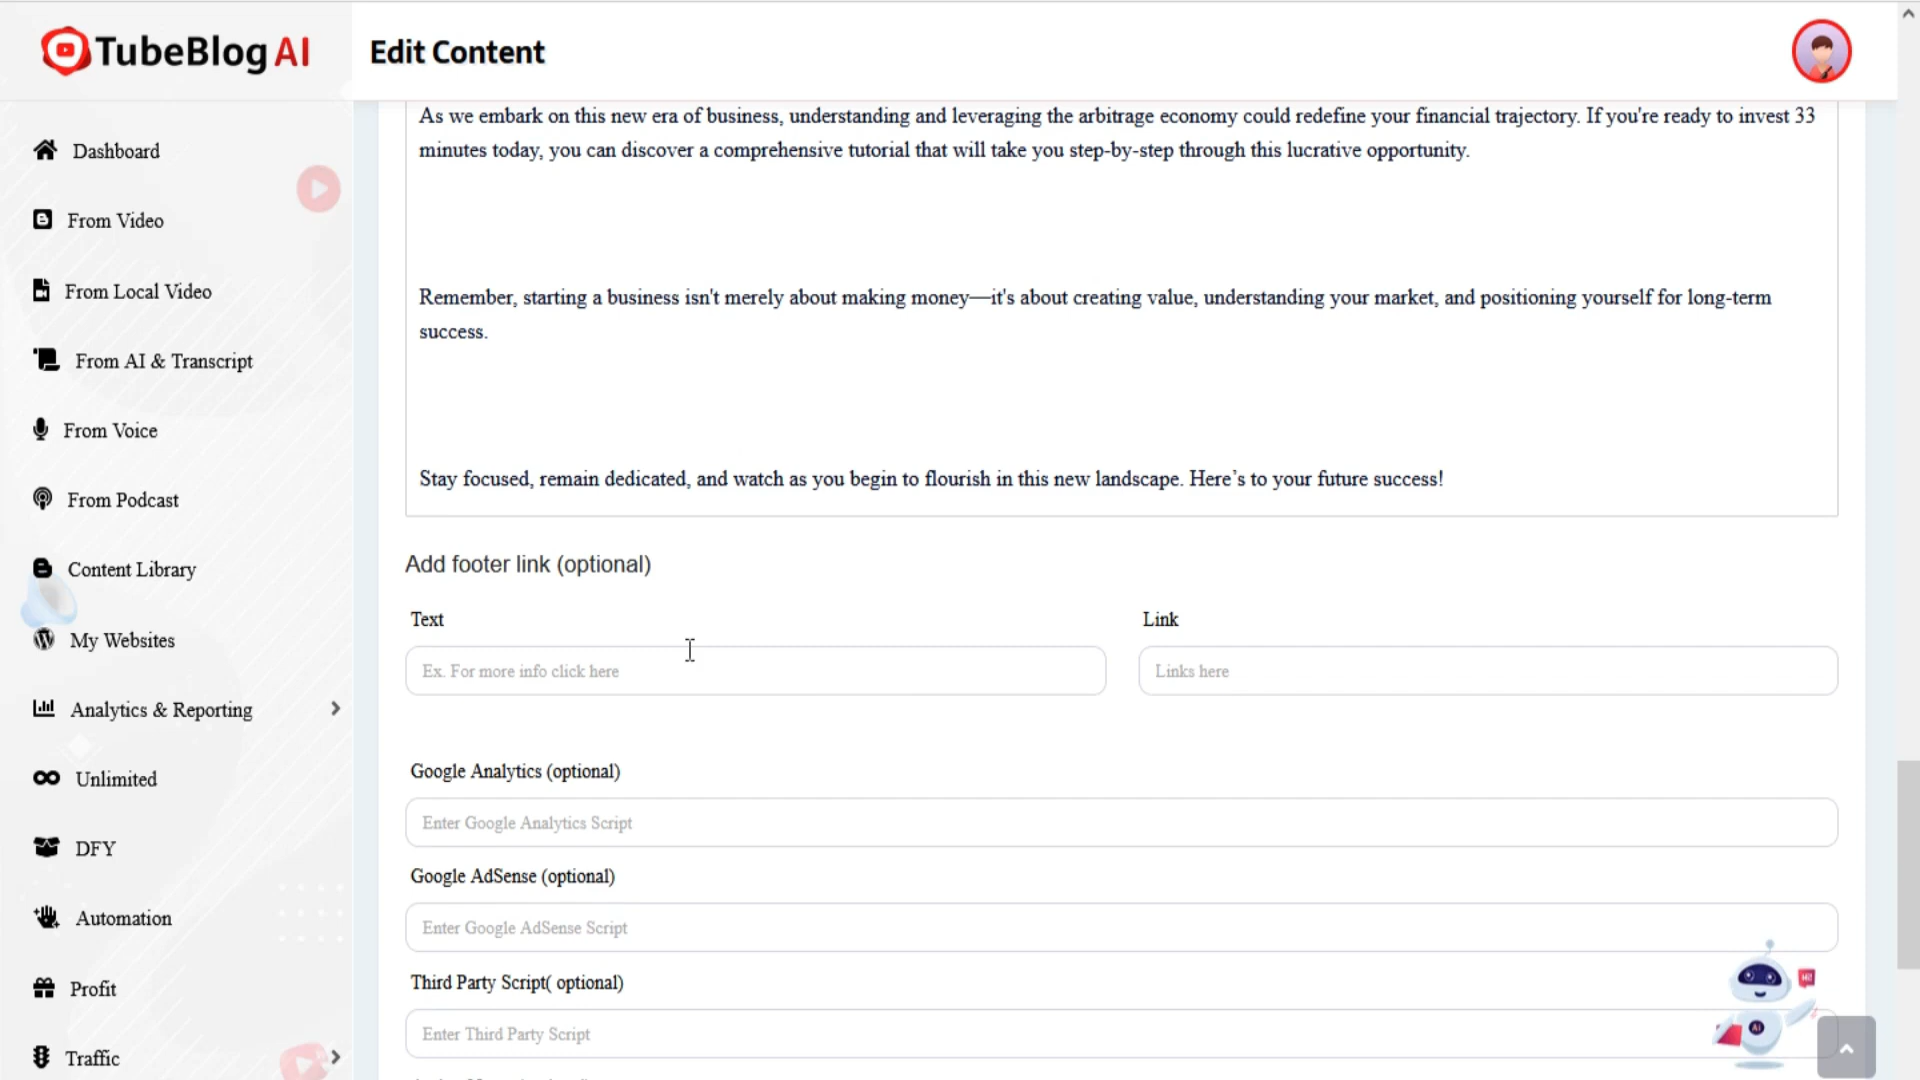 TubeBlog AI
Edit Content
Dashboard
From Video
From Local Video
From AI & Transcript
From Voice
From Podcast
Content Library
My Websites
Analytics & Reporting
Unlimited
DFY
Automation
Profit
Traffic
As we embark on this new era of business, understanding and leveraging the arbitrage economy could redefine your financial trajectory. If you're ready to invest 33
minutes today, you can discover a comprehensive tutorial that will take you step-by-step through this lucrative opportunity.
Remember, starting a business isn't merely about making money—it's about creating value, understanding your market, and positioning yourself for long-term
success.
Stay focused, remain dedicated, and watch as you begin to flourish in this new landscape. Here’s to your future success!
Add footer link (optional)
Text
Link
Ex. For more info click here
Links here
Google Analytics (optional)
Enter Google Analytics Script
Google AdSense (optional)
Enter Google AdSense Script
Third Party Script( optional)
Enter Third Party Script
AI